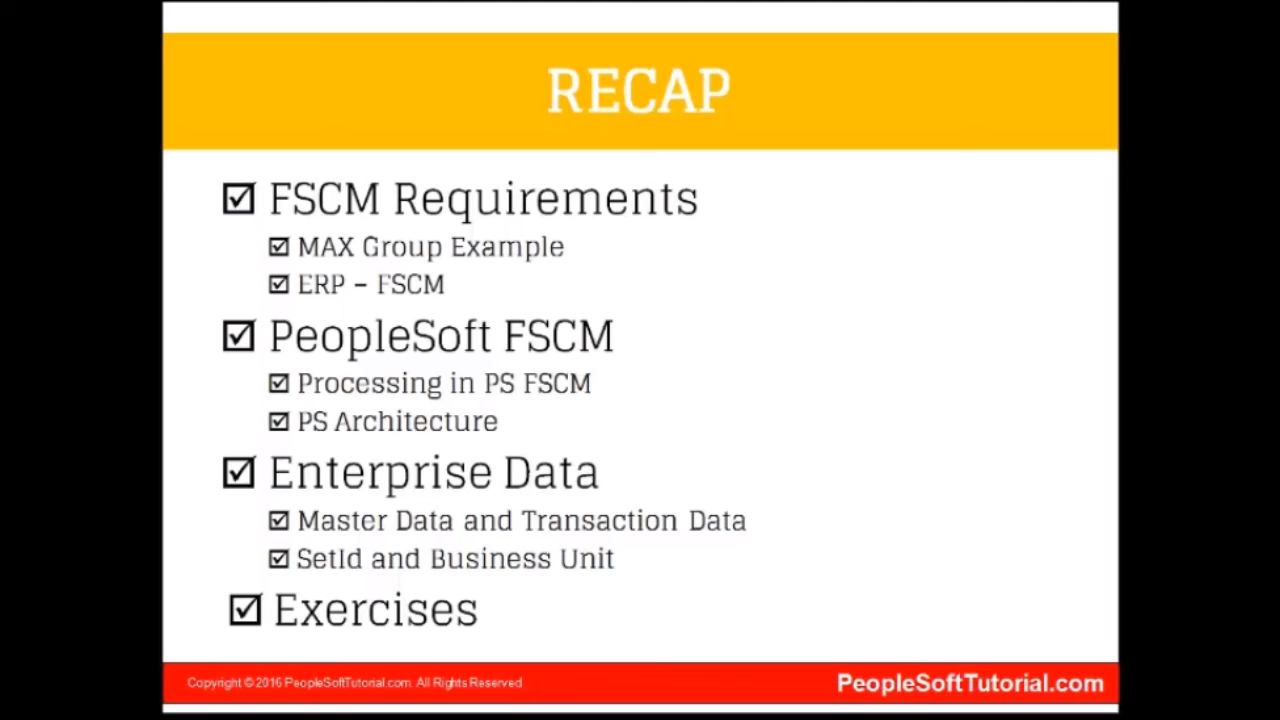 RECAP
FSCM Requirements
MAX Group Example
ERP – FSCM
PeopleSoft FSCM
Processing in PS FSCM
PS Architecture
Enterprise Data
Master Data and Transaction Data
SetId and Business Unit
Exercises
Copyright © 2016 PeopleSoftTutorial.com. All Rights Reserved
PeopleSoftTutorial.com